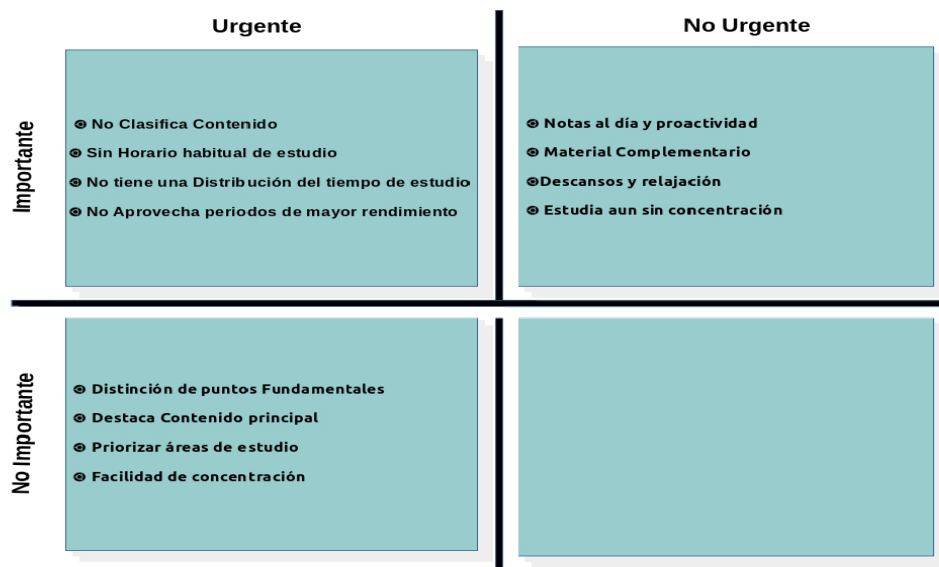 Urgente
No Urgente
Importante
⊚ No Clasifica Contenido
⊚ Sin Horario habitual de estudio
⊚ No tiene una Distribución del tiempo de estudio
⊚ No Aprovecha periodos de mayor rendimiento
⊚ Notas al día y proactividad
⊚ Material Complementario
⊚Descansos y relajación
⊚ Estudia aun sin concentración
No Importante
⊚ Distinción de puntos Fundamentales
⊚ Destaca Contenido principal
⊚ Priorizar áreas de estudio
⊚ Facilidad de concentración